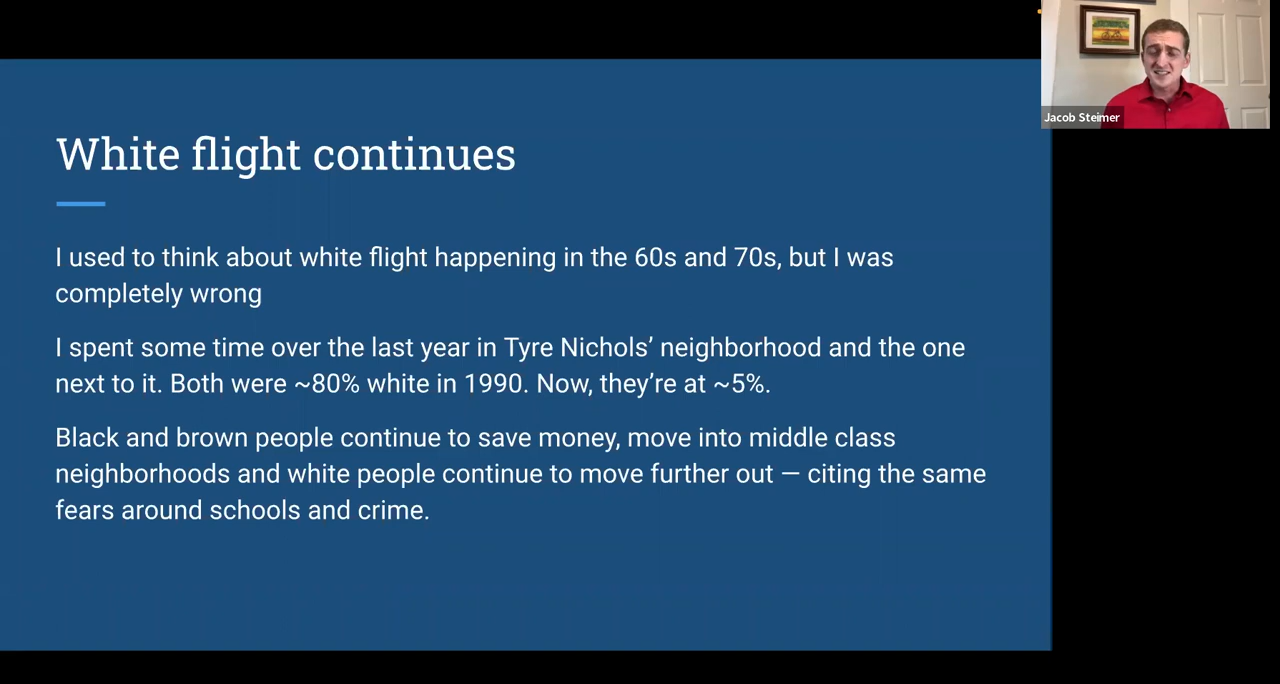 White flight continues
I used to think about white flight happening in the 60s and 70s, but I was
completely wrong
I spent some time over the last year in Tyre Nichols’ neighborhood and the one
next to it. Both were ~80% white in 1990. Now, they’re at ~5%.
Black and brown people continue to save money, move into middle class
neighborhoods and white people continue to move further out — citing the same
fears around schools and crime.
Jacob Steimer